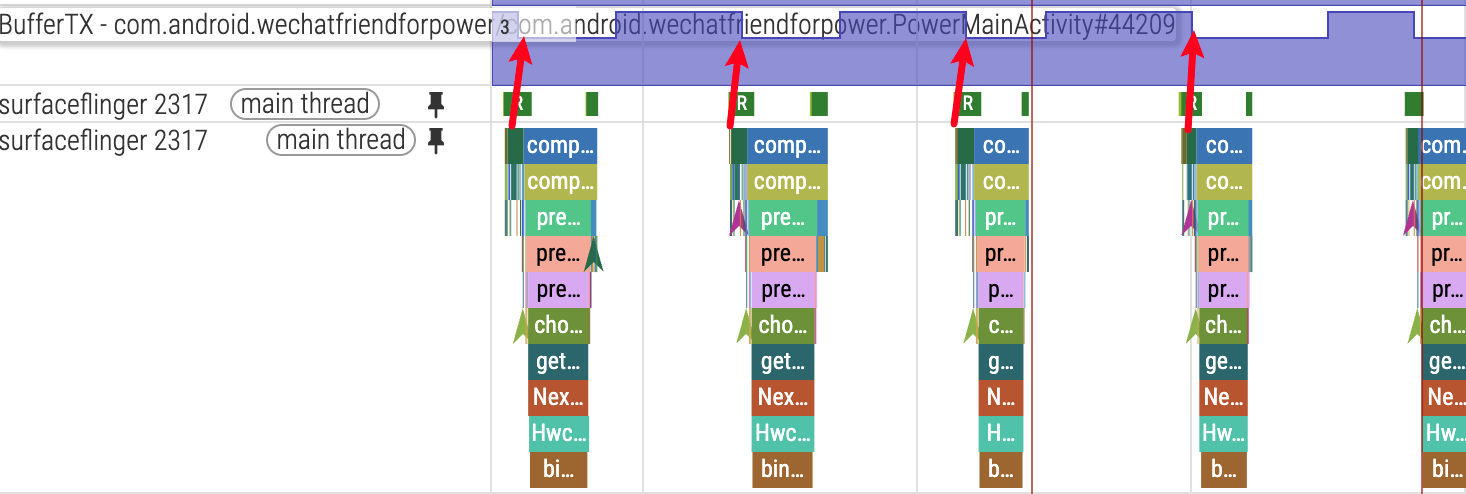 BufferTX - com.android.wechatfriendforpower/com.android.wechatfriendforpower.PowerMainActivity#44209
3
surfaceflinger 2317 main thread R R R R
surfaceflinger 2317 main thread
comp... comp... co... co... com...
comp... comp... co... co... com...
pre... pre... pr... pr... pr...
pre... pre... pr... pr... pr...
pre... pre... p... pr... pr...
cho... cho... c... ch... ch...
get... get... g... ge... ge...
Nex... Nex... N... Ne... Ne...
Hwc... Hwc... H... Hw... Hw...
bi... bin... b... b... bi...